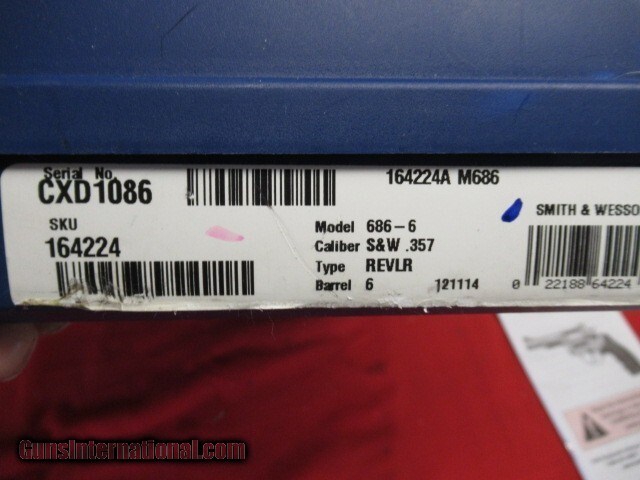 Serial No.
CXD1086
164224A M686
SKU
164224
SMITH & WESSO
Model 686-6
Caliber S&W .357
Type REVLR
Barrel 6 121114
0 22188 64224
GunsInternational.com